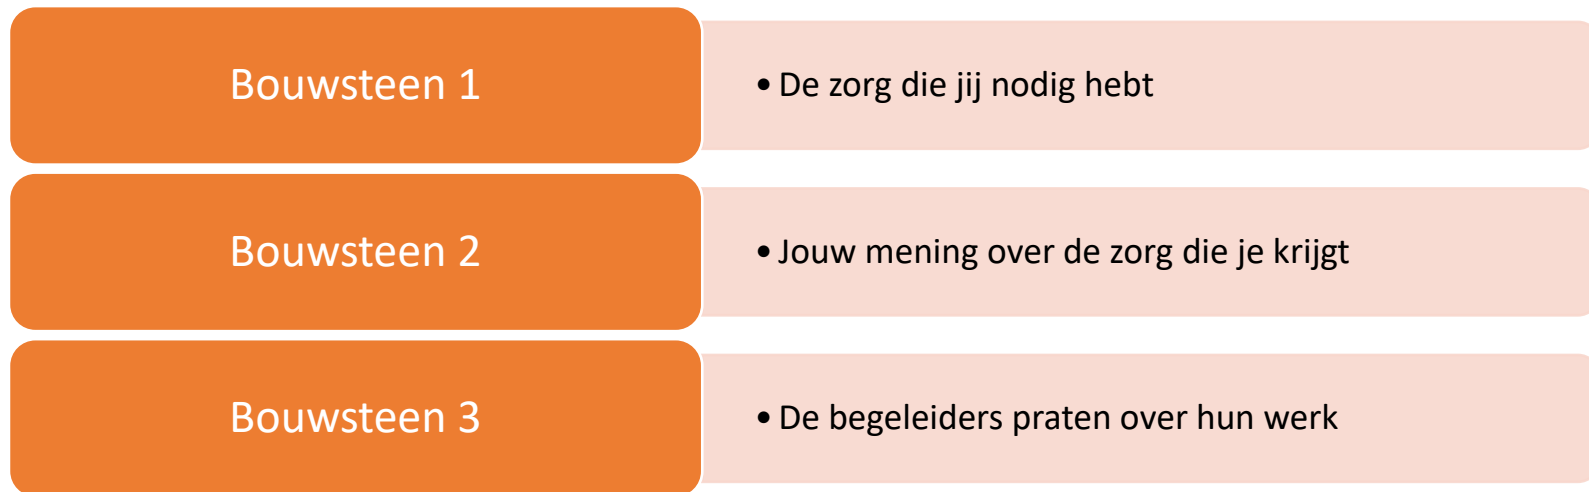 Bouwsteen 1
• De zorg die jij nodig hebt
Bouwsteen 2
• Jouw mening over de zorg die je krijgt
Bouwsteen 3
• De begeleiders praten over hun werk